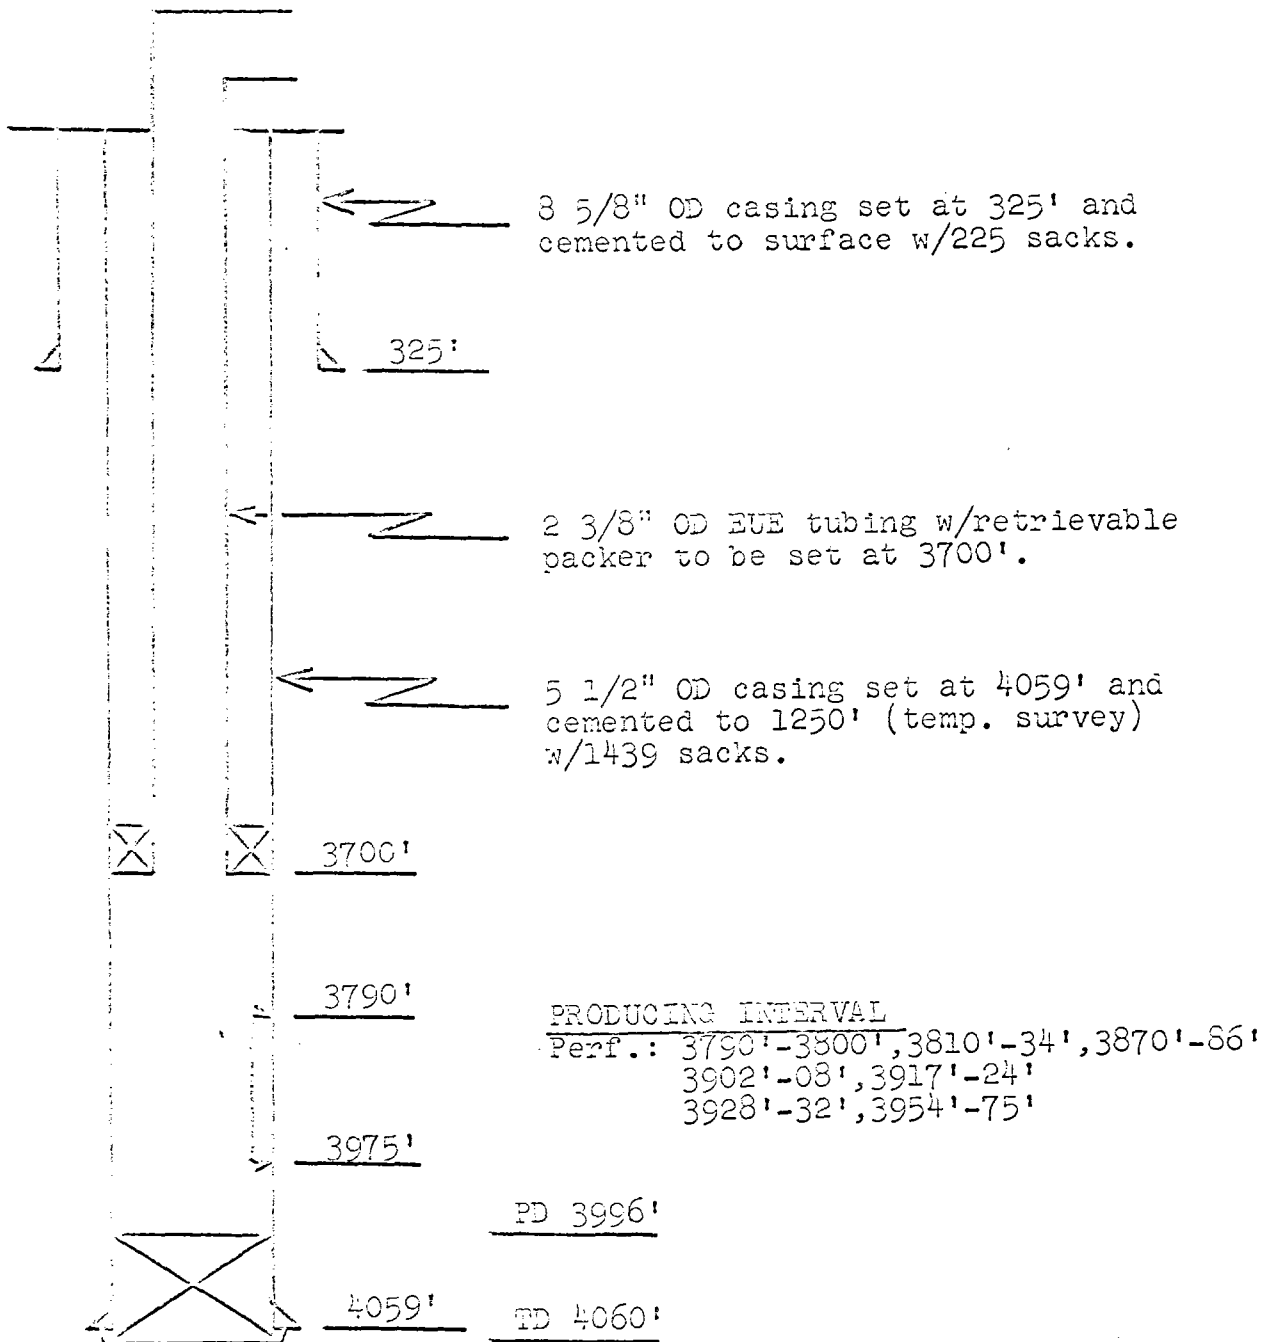 8 5/8" OD casing set at 325' and
cemented to surface w/225 sacks.
325'
2 3/8" OD EUE tubing w/retrievable
packer to be set at 3700'.
5 1/2" OD casing set at 4059' and
cemented to 1250' (temp. survey)
w/1439 sacks.
3700'
3790'
PRODUCING INTERVAL
Perf.: 3790'-3800',3810'-34',3870'-86'
3902'-08',3917'-24'
3928'-32',3954'-75'
3975'
PD 3996'
4059'
TD 4060'